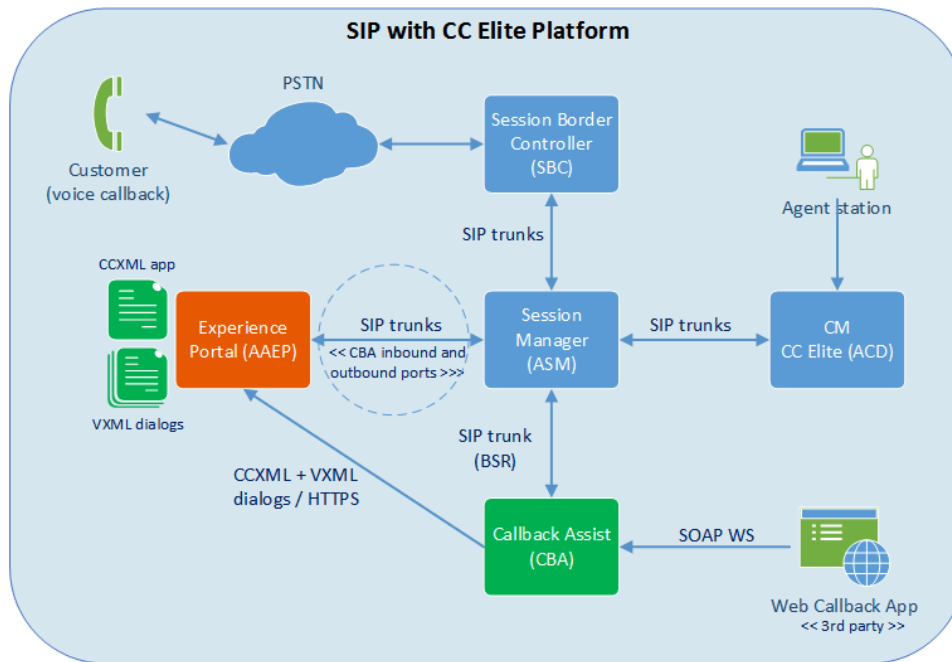 SIP with CC Elite Platform
PSTN
Customer
(voice callback)
Session Border
Controller
(SBC)
Agent station
SIP trunks
CCXML app
VXML dialogs
Experience
Portal (AAEP)
SIP trunks
<< CBA inbound and
outbound ports >>>
Session
Manager
(ASM)
SIP trunks
CM
CC Elite (ACD)
SIP trunk
(BSR)
CCXML + VXML
dialogs / HTTPS
Callback Assist
(CBA)
SOAP WS
Web Callback App
<< 3rd party >>